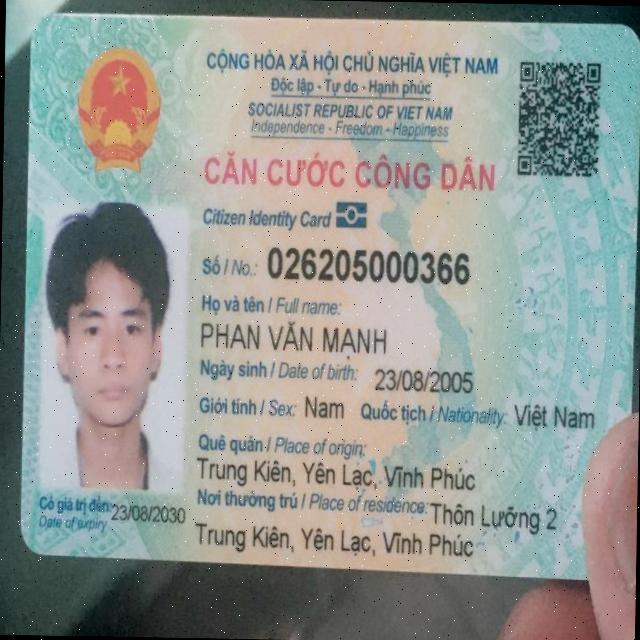 CỘNG HÒA XÃ HỘI CHỦ NGHĨA VIỆT NAM
Độc lập - Tự do - Hạnh phúc
SOCIALIST REPUBLIC OF VIET NAM
Independence - Freedom - Happiness
CĂN CƯỚC CÔNG DÂN
Citizen Identity Card
Số / No.: 026205000366
Họ và tên / Full name:
PHAN VĂN MẠNH
Ngày sinh / Date of birth: 23/08/2005
Giới tính / Sex: Nam Quốc tịch / Nationality: Việt Nam
Quê quán / Place of origin:
Trung Kiên, Yên Lạc, Vĩnh Phúc
Nơi thường trú / Place of residence: Thôn Lưỡng 2
Trung Kiên, Yên Lạc, Vĩnh Phúc
Có giá trị đến: 23/08/2030
Date of expiry